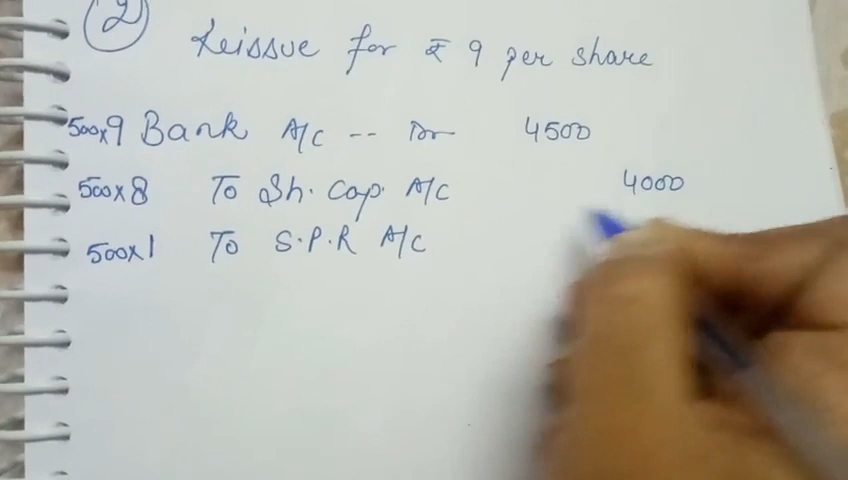 2
Reissue for ₹ 9 per share
500x9 Bank A/C -- Dr 4500
500x8 To Sh. Cap. A/C 4000
500x1 To S.P.R A/C